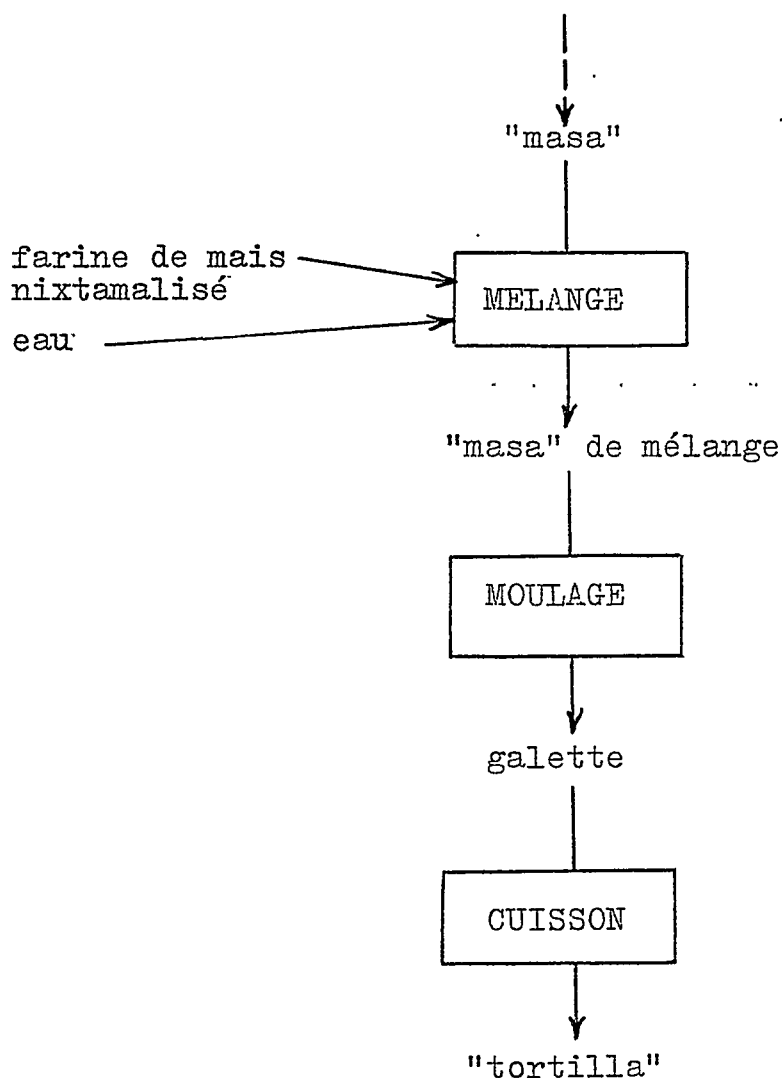 "masa"
farine de mais
nixtamalisé
MELANGE
eau
"masa" de mélange
MOULAGE
galette
CUISSON
"tortilla"